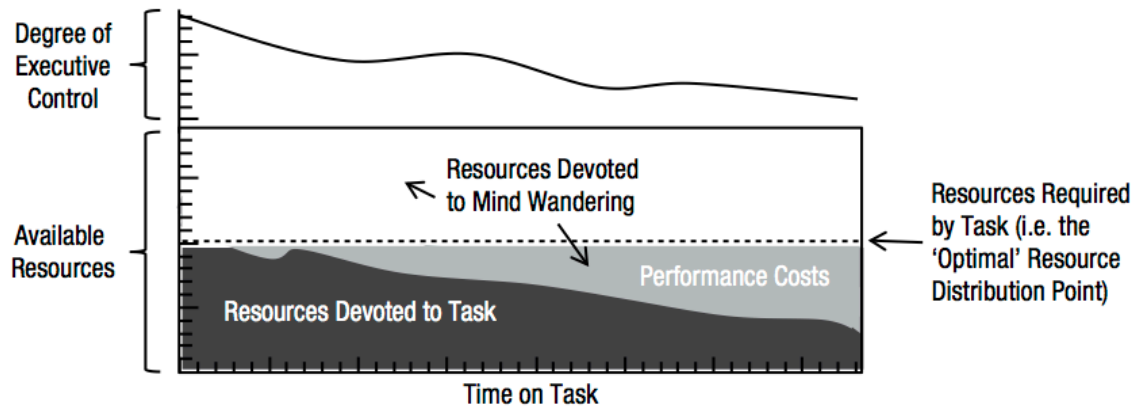 Degree of
Executive
Control
Resources Devoted
to Mind Wandering
Resources Required
by Task (i.e. the
‘Optimal’ Resource
Distribution Point)
Available
Resources
Performance Costs
Resources Devoted to Task
Time on Task